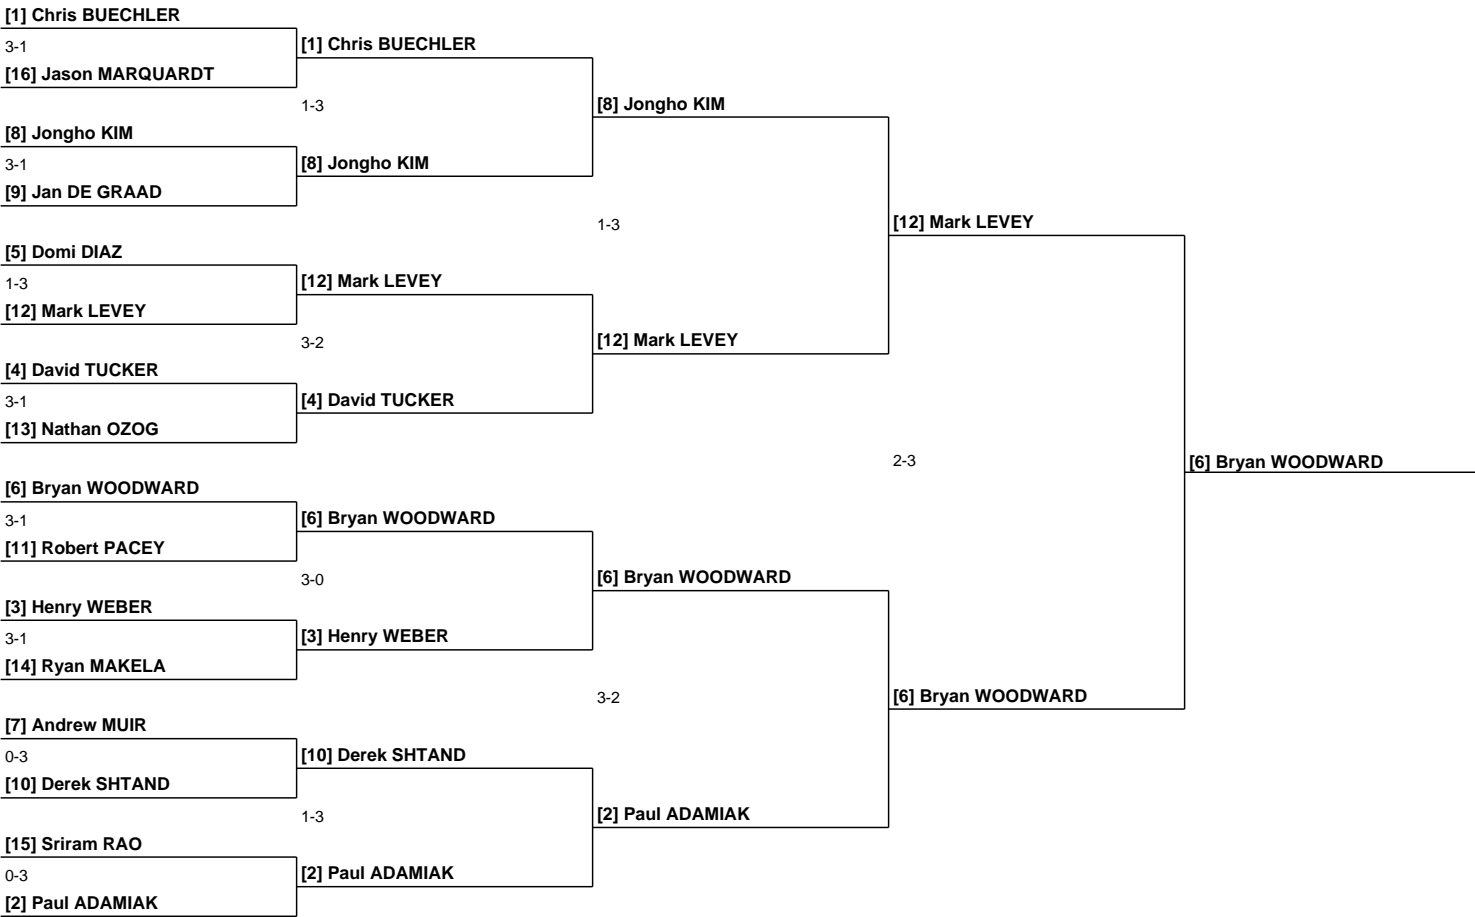 [1] Chris BUECHLER
3-1
[16] Jason MARQUARDT
[8] Jongho KIM
3-1
[9] Jan DE GRAAD
[5] Domi DIAZ
1-3
[12] Mark LEVEY
[4] David TUCKER
3-1
[13] Nathan OZOG
[6] Bryan WOODWARD
3-1
[11] Robert PACEY
[3] Henry WEBER
3-1
[14] Ryan MAKELA
[7] Andrew MUIR
0-3
[10] Derek SHTAND
[15] Sriram RAO
0-3
[2] Paul ADAMIAK
[1] Chris BUECHLER
1-3
[8] Jongho KIM
[12] Mark LEVEY
3-2
[4] David TUCKER
[6] Bryan WOODWARD
3-0
[3] Henry WEBER
[10] Derek SHTAND
1-3
[2] Paul ADAMIAK
[8] Jongho KIM
1-3
[12] Mark LEVEY
[6] Bryan WOODWARD
3-2
[2] Paul ADAMIAK
[12] Mark LEVEY
2-3
[6] Bryan WOODWARD
[6] Bryan WOODWARD